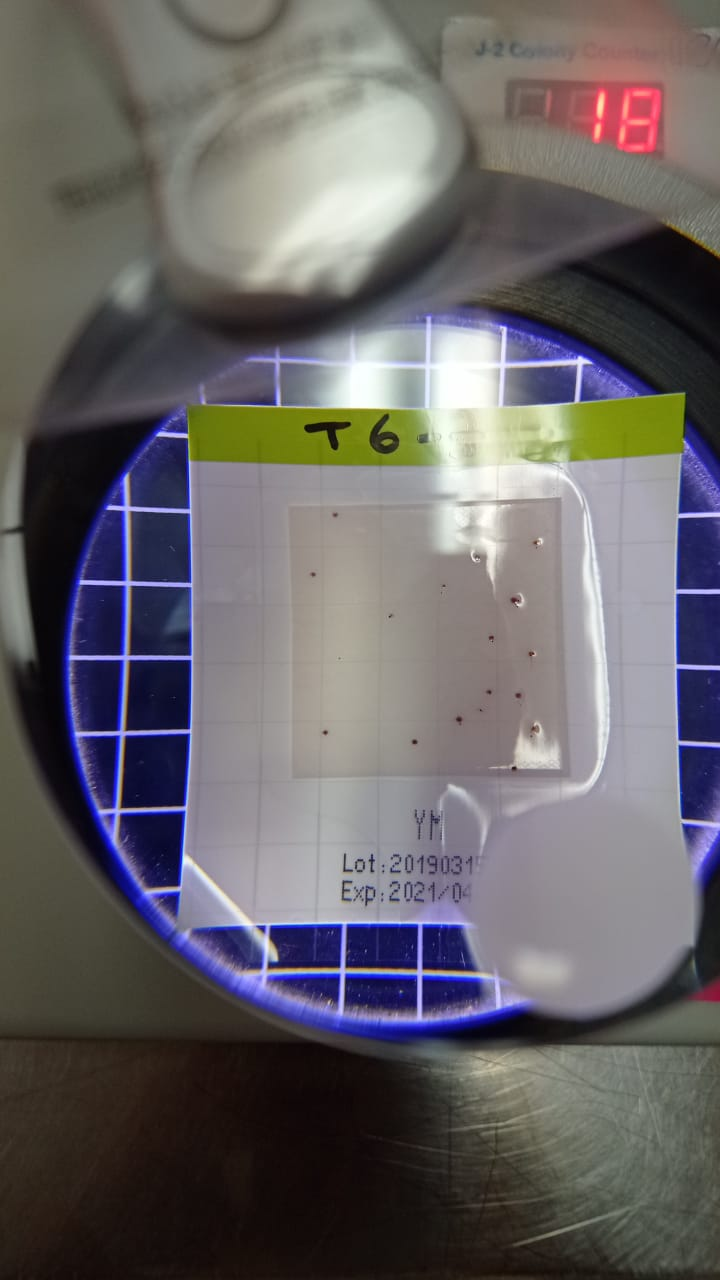 J-2 Colony Counter
18
T6
YM
Lot:2019031
Exp:2021/04